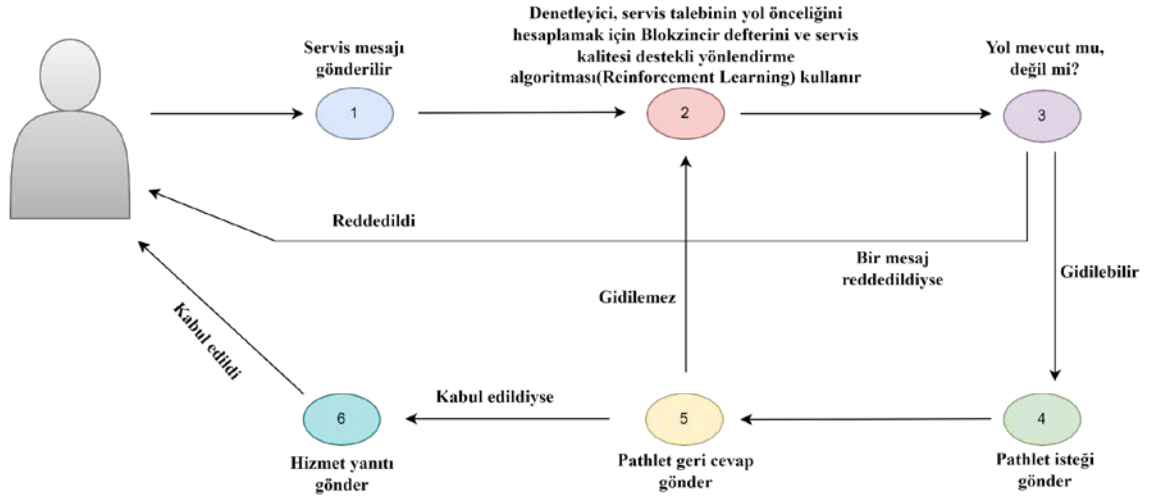 Denetleyici, servis talebinin yol önceliğini
hesaplamak için Blokzincir defterini ve servis
kalitesi destekli yönlendirme
algoritması(Reinforcement Learning) kullanır
Servis mesajı
gönderilir
Yol mevcut mu,
değil mi?
1
2
3
Reddedildi
Bir mesaj
reddedildiyse
Gidilebilir
Gidilemez
Kabul edildi
Kabul edildiyse
6
5
4
Hizmet yanıtı
gönder
Pathlet geri cevap
gönder
Pathlet isteği
gönder